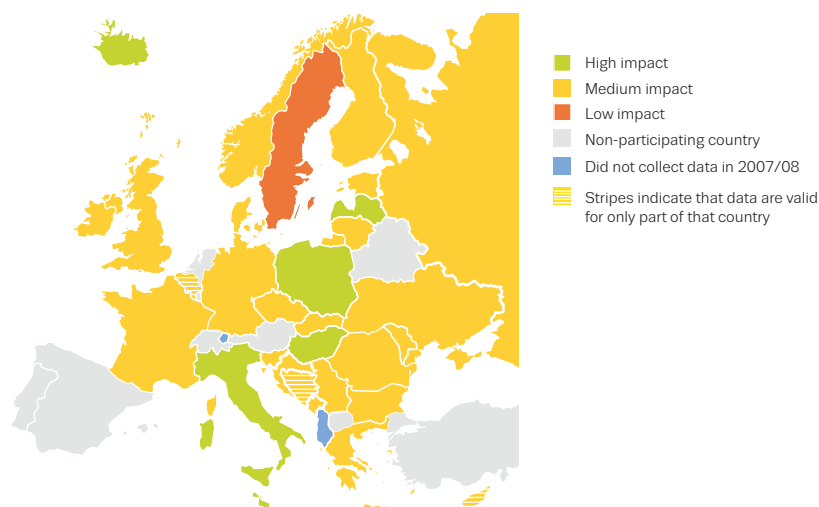 High impact
Medium impact
Low impact
Non-participating country
Did not collect data in 2007/08
Stripes indicate that data are valid
for only part of that country